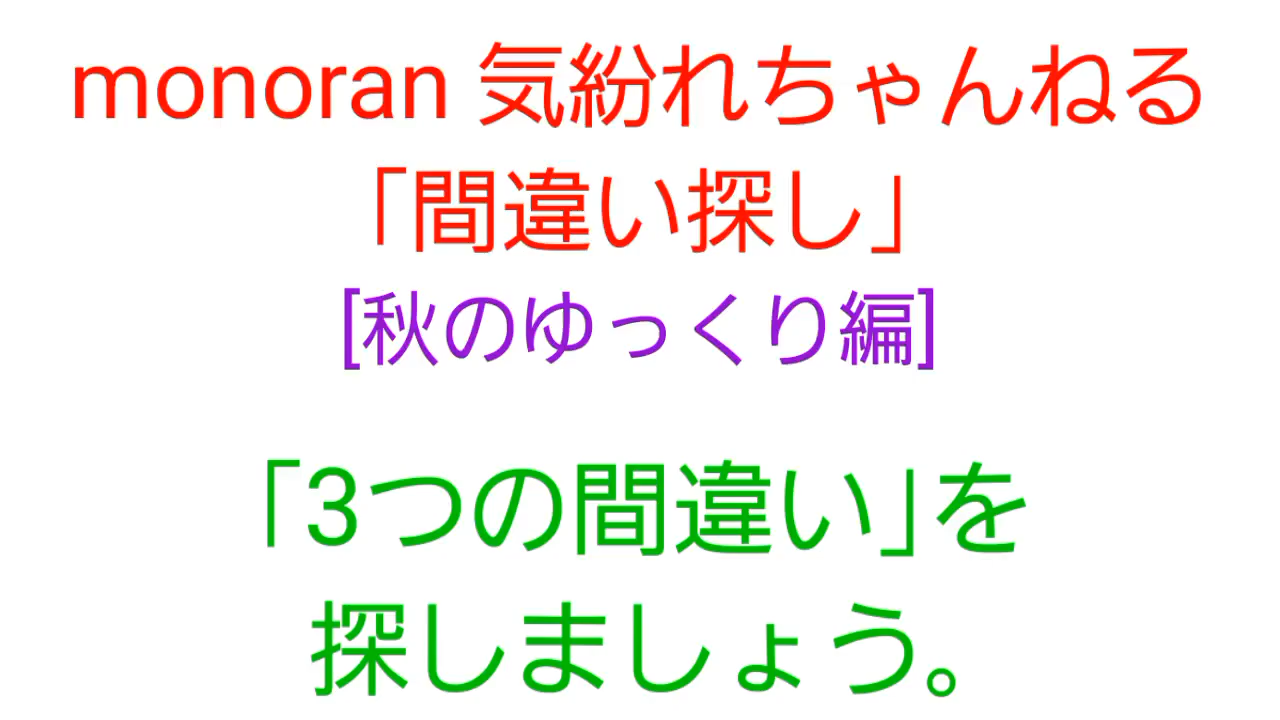 monoran 気紛れちゃんねる
「間違い探し」
[秋のゆっくり編]
「3つの間違い」を
探しましょう。